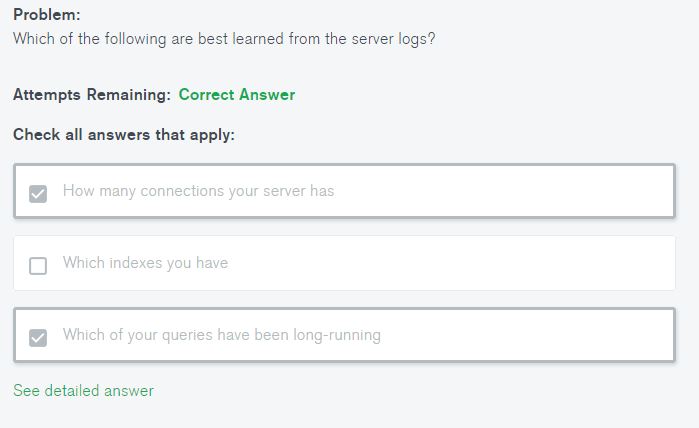 Problem:
Which of the following are best learned from the server logs?
Attempts Remaining: Correct Answer
Check all answers that apply:
How many connections your server has
Which indexes you have
Which of your queries have been long-running
See detailed answer